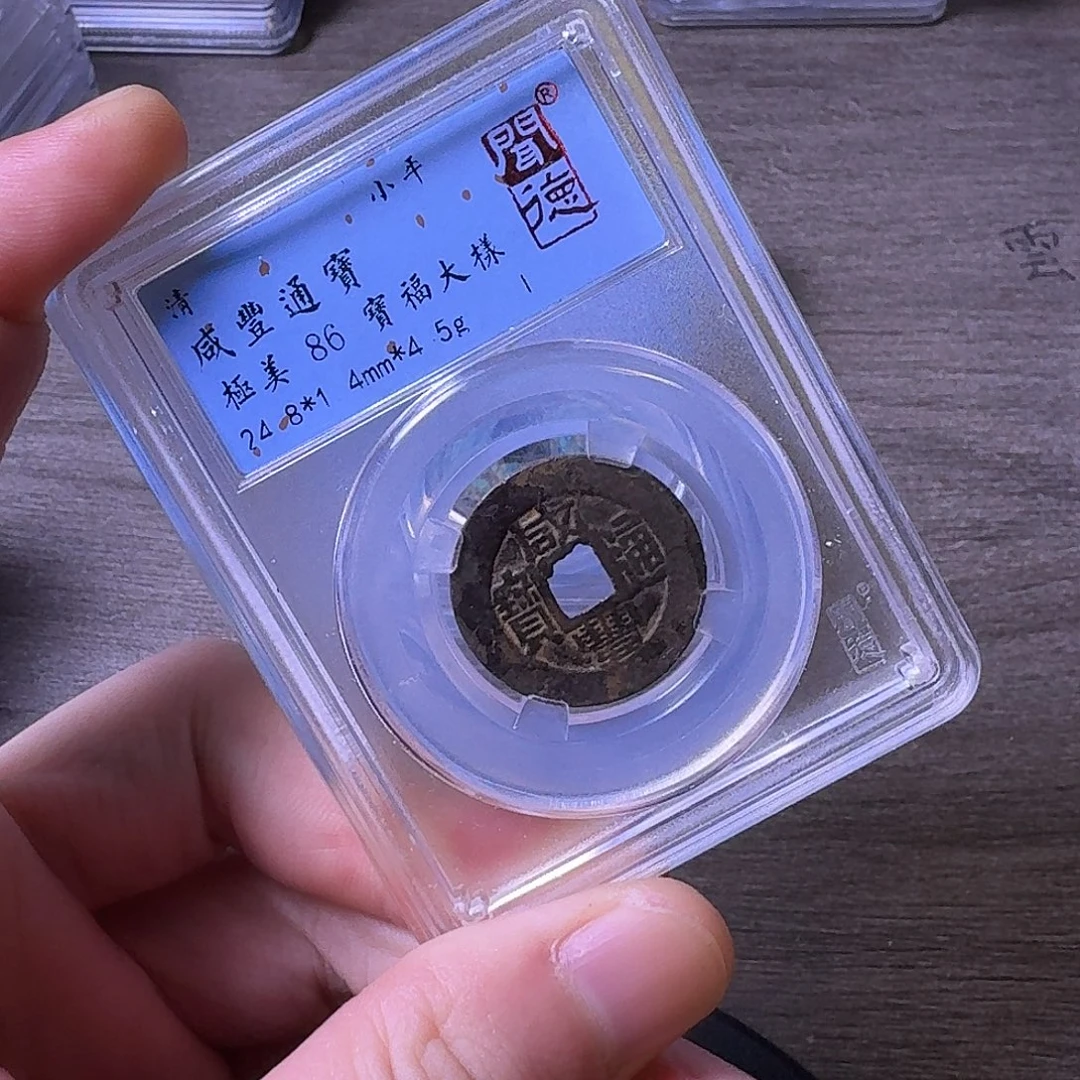 小平
聞德®
清 咸豐通寶 寶福大樣
極美 86
24.8*1.4mm*4.5g
咸豐通寶
雲